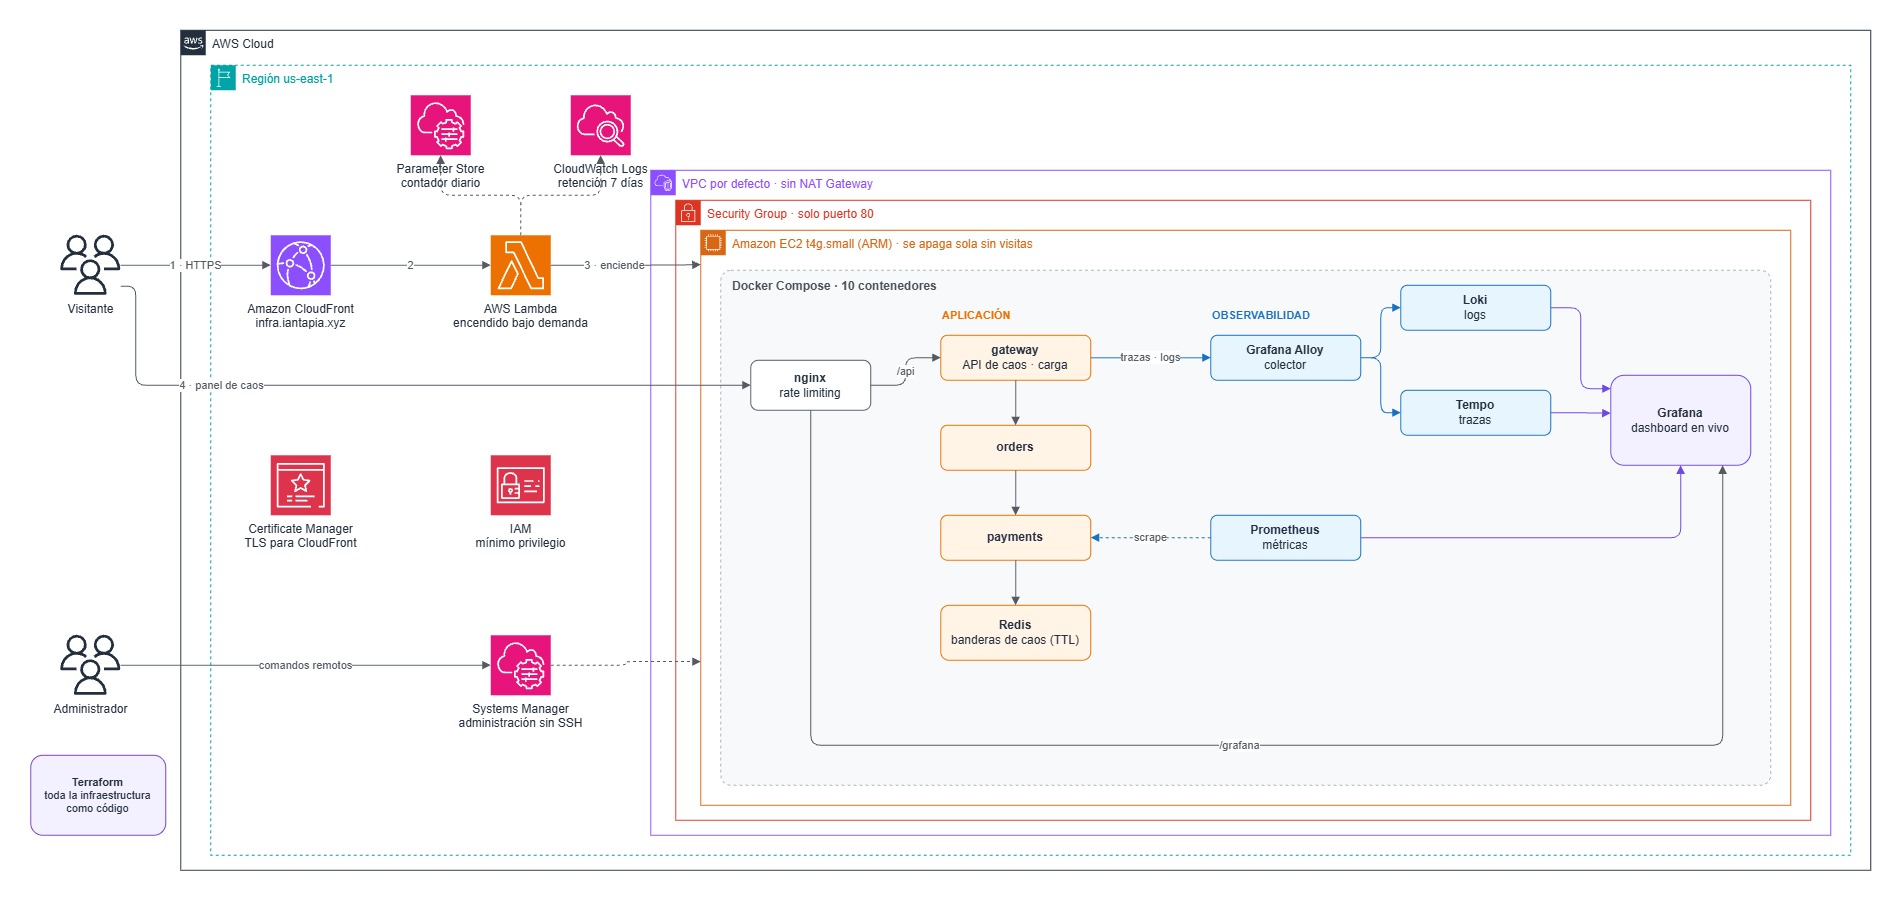 aws
AWS Cloud
Región us-east-1
Parameter Store
contador diario
CloudWatch Logs
retención 7 días
VPC por defecto · sin NAT Gateway
Security Group · solo puerto 80
Amazon EC2 t4g.small (ARM) · se apaga sola sin visitas
Visitante
1 · HTTPS
Amazon CloudFront
infra.iantapia.xyz
2
AWS Lambda
encendido bajo demanda
3 · enciende
4 · panel de caos
Docker Compose · 10 contenedores
APLICACIÓN
OBSERVABILIDAD
nginx
rate limiting
/api
gateway
API de caos · carga
trazas · logs
Grafana Alloy
colector
Loki
logs
Tempo
trazas
Grafana
dashboard en vivo
orders
payments
scrape
Prometheus
métricas
Redis
banderas de caos (TTL)
/grafana
Certificate Manager
TLS para CloudFront
IAM
mínimo privilegio
Administrador
comandos remotos
Systems Manager
administración sin SSH
Terraform
toda la infraestructura
como código